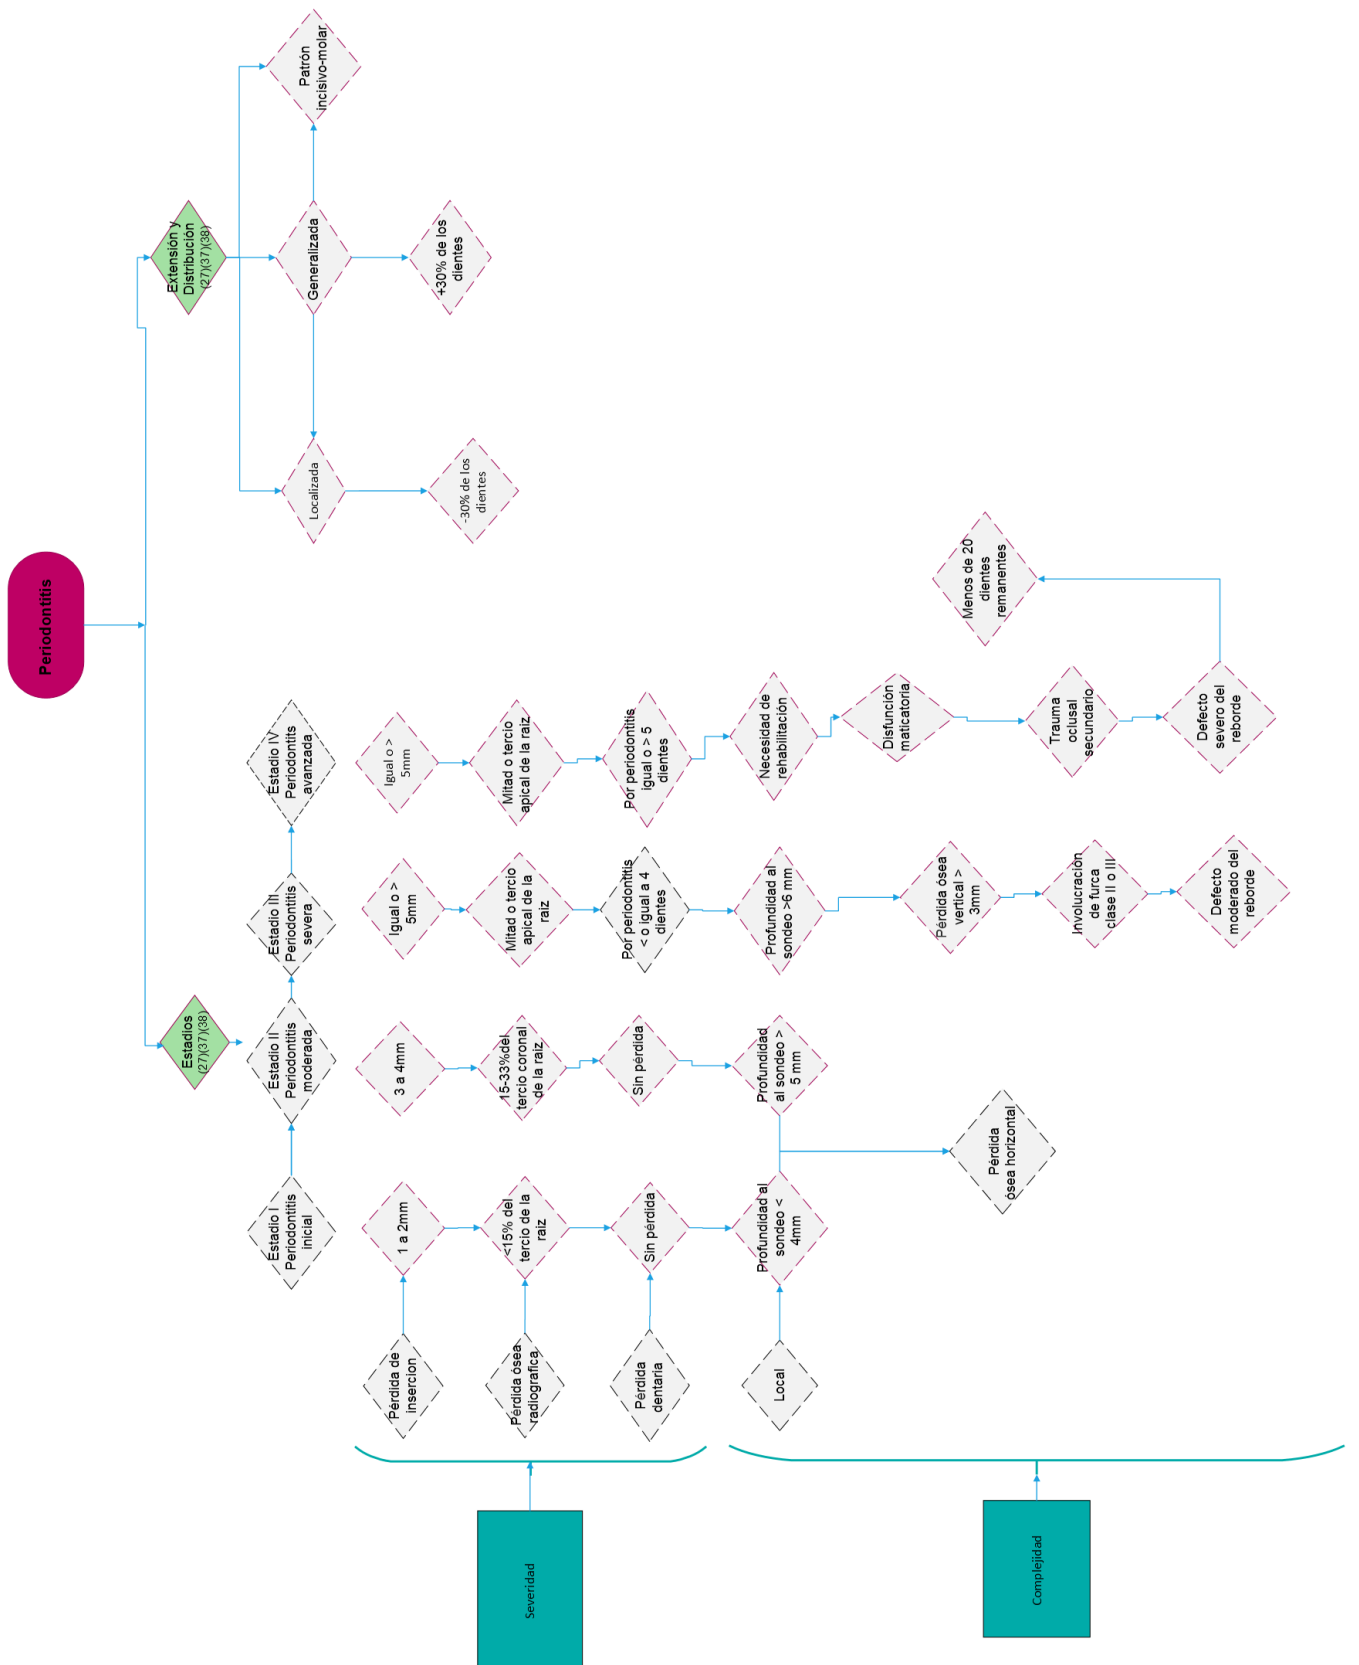 Periodontitis
Estadios
(27)(37)(38)
Extensión y
Distribución
(27)(37)(38)
Estadio I
Periodontitis
inicial
Estadio II
Periodontitis
moderada
Estadio III
Periodontitis
severa
Estadio IV
Periodontits
avanzada
Localizada
Generalizada
Patrón
incisivo-molar
-30% de los
dientes
+30% de los
dientes
Severidad
Pérdida de
insercion
1 a 2mm
3 a 4mm
Igual o >
5mm
Igual o >
5mm
Pérdida ósea
radiografica
<15% del
tercio de la
raiz
15-33%del
tercio coronal
de la raiz
Mitad o tercio
apical de la
raiz
Mitad o tercio
apical de la raiz
Pérdida
dentaria
Sin pérdida
Sin pérdida
Por periodontitis
< o igual a 4
dientes
Por periodontitis
igual o > 5
dientes
Complejidad
Local
Profundidad al
sondeo <
4mm
Profundidad
al sondeo >
5 mm
Profundidad al
sondeo >6 mm
Necesidad de
rehabilitación
Pérdida
ósea horizontal
Pérdida ósea
vertical >
3mm
Disfunción
maticatoria.
Involucración
de furca
clase II o III
Trauma
oclusal
secundario
Defecto
moderado del
reborde
Defecto
severo del
reborde
Menos de 20
dientes
remanentes